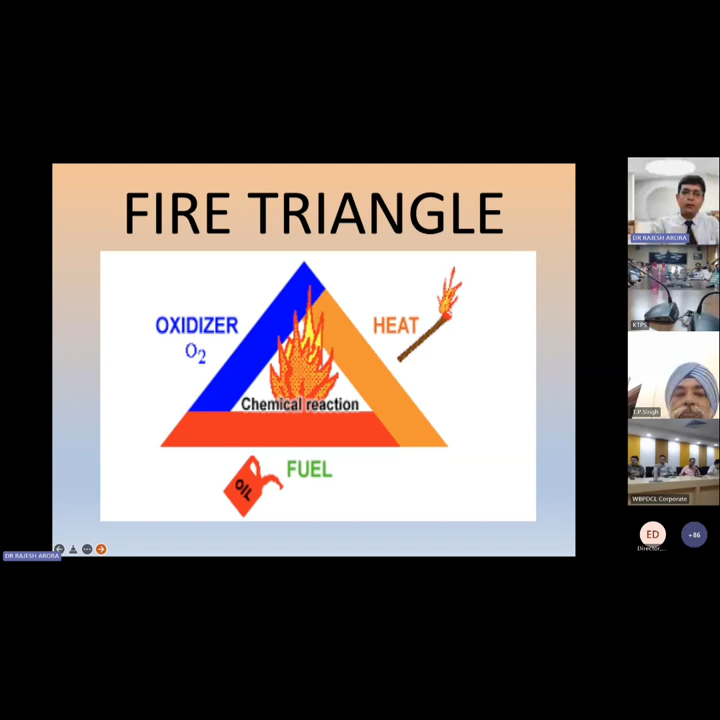 FIRE TRIANGLE
OXIDIZER
O2
HEAT
Chemical reaction
FUEL
OIL
DR RAJESH ARORA
DR RAJESH ARORA
KTPS
T.P.Singh
WBPDCL Corporate
ED
Director,...
+86